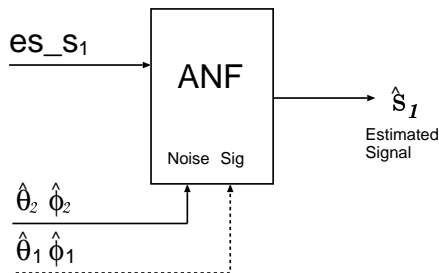 es_s₁
ANF
Noise Sig
ŝ₁
Estimated
Signal
θ̂₂ ϕ̂₂
θ̂₁ ϕ̂₁